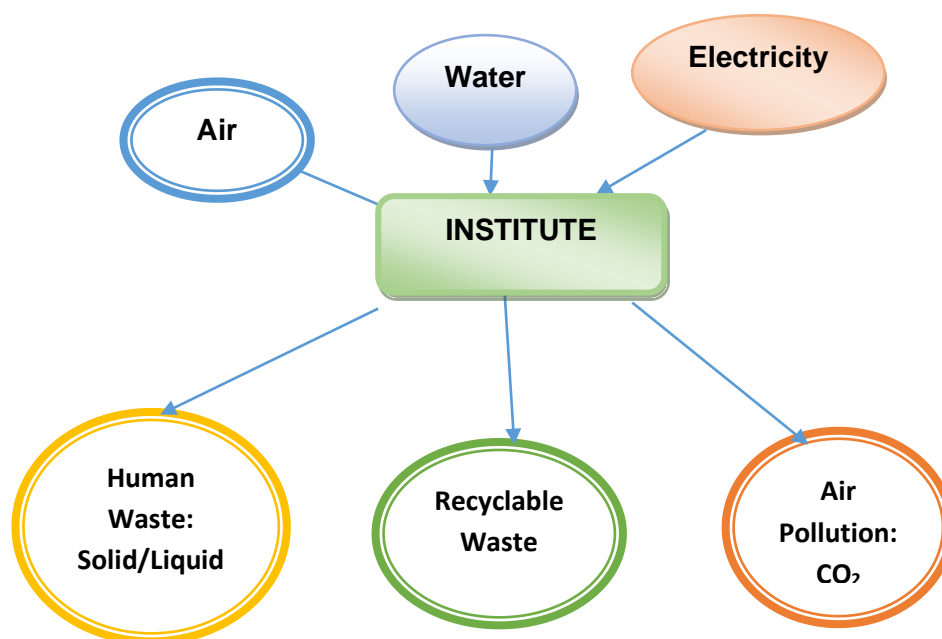 Air
Water
Electricity
INSTITUTE
Human
Waste:
Solid/Liquid
Recyclable
Waste
Air
Pollution:
CO₂